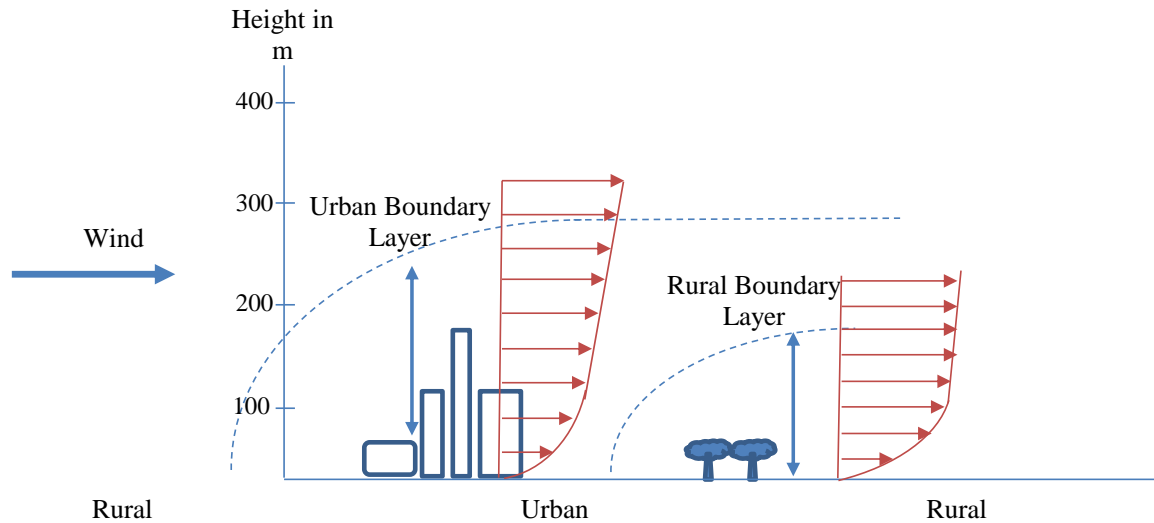 Height in
m
400
300
200
100
Wind
Urban Boundary
Layer
Rural Boundary
Layer
Rural
Urban
Rural